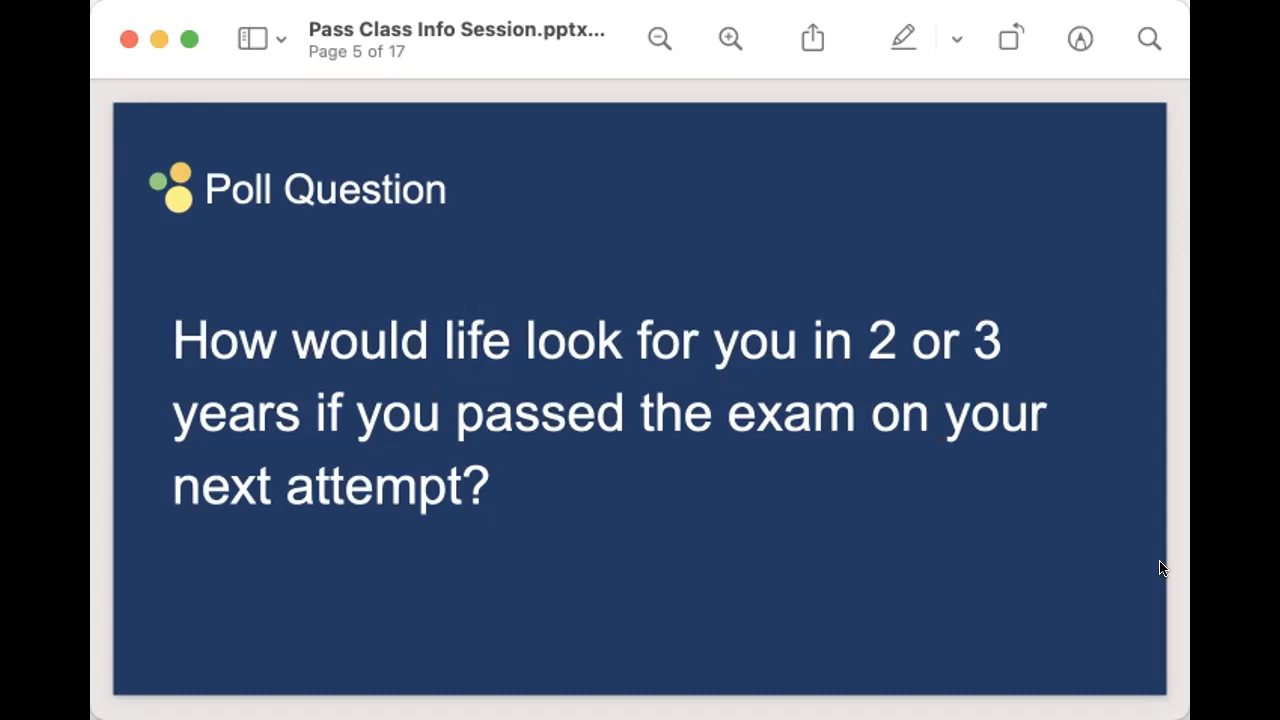 Pass Class Info Session.pptx...
Page 5 of 17
Poll Question
How would life look for you in 2 or 3
years if you passed the exam on your
next attempt?